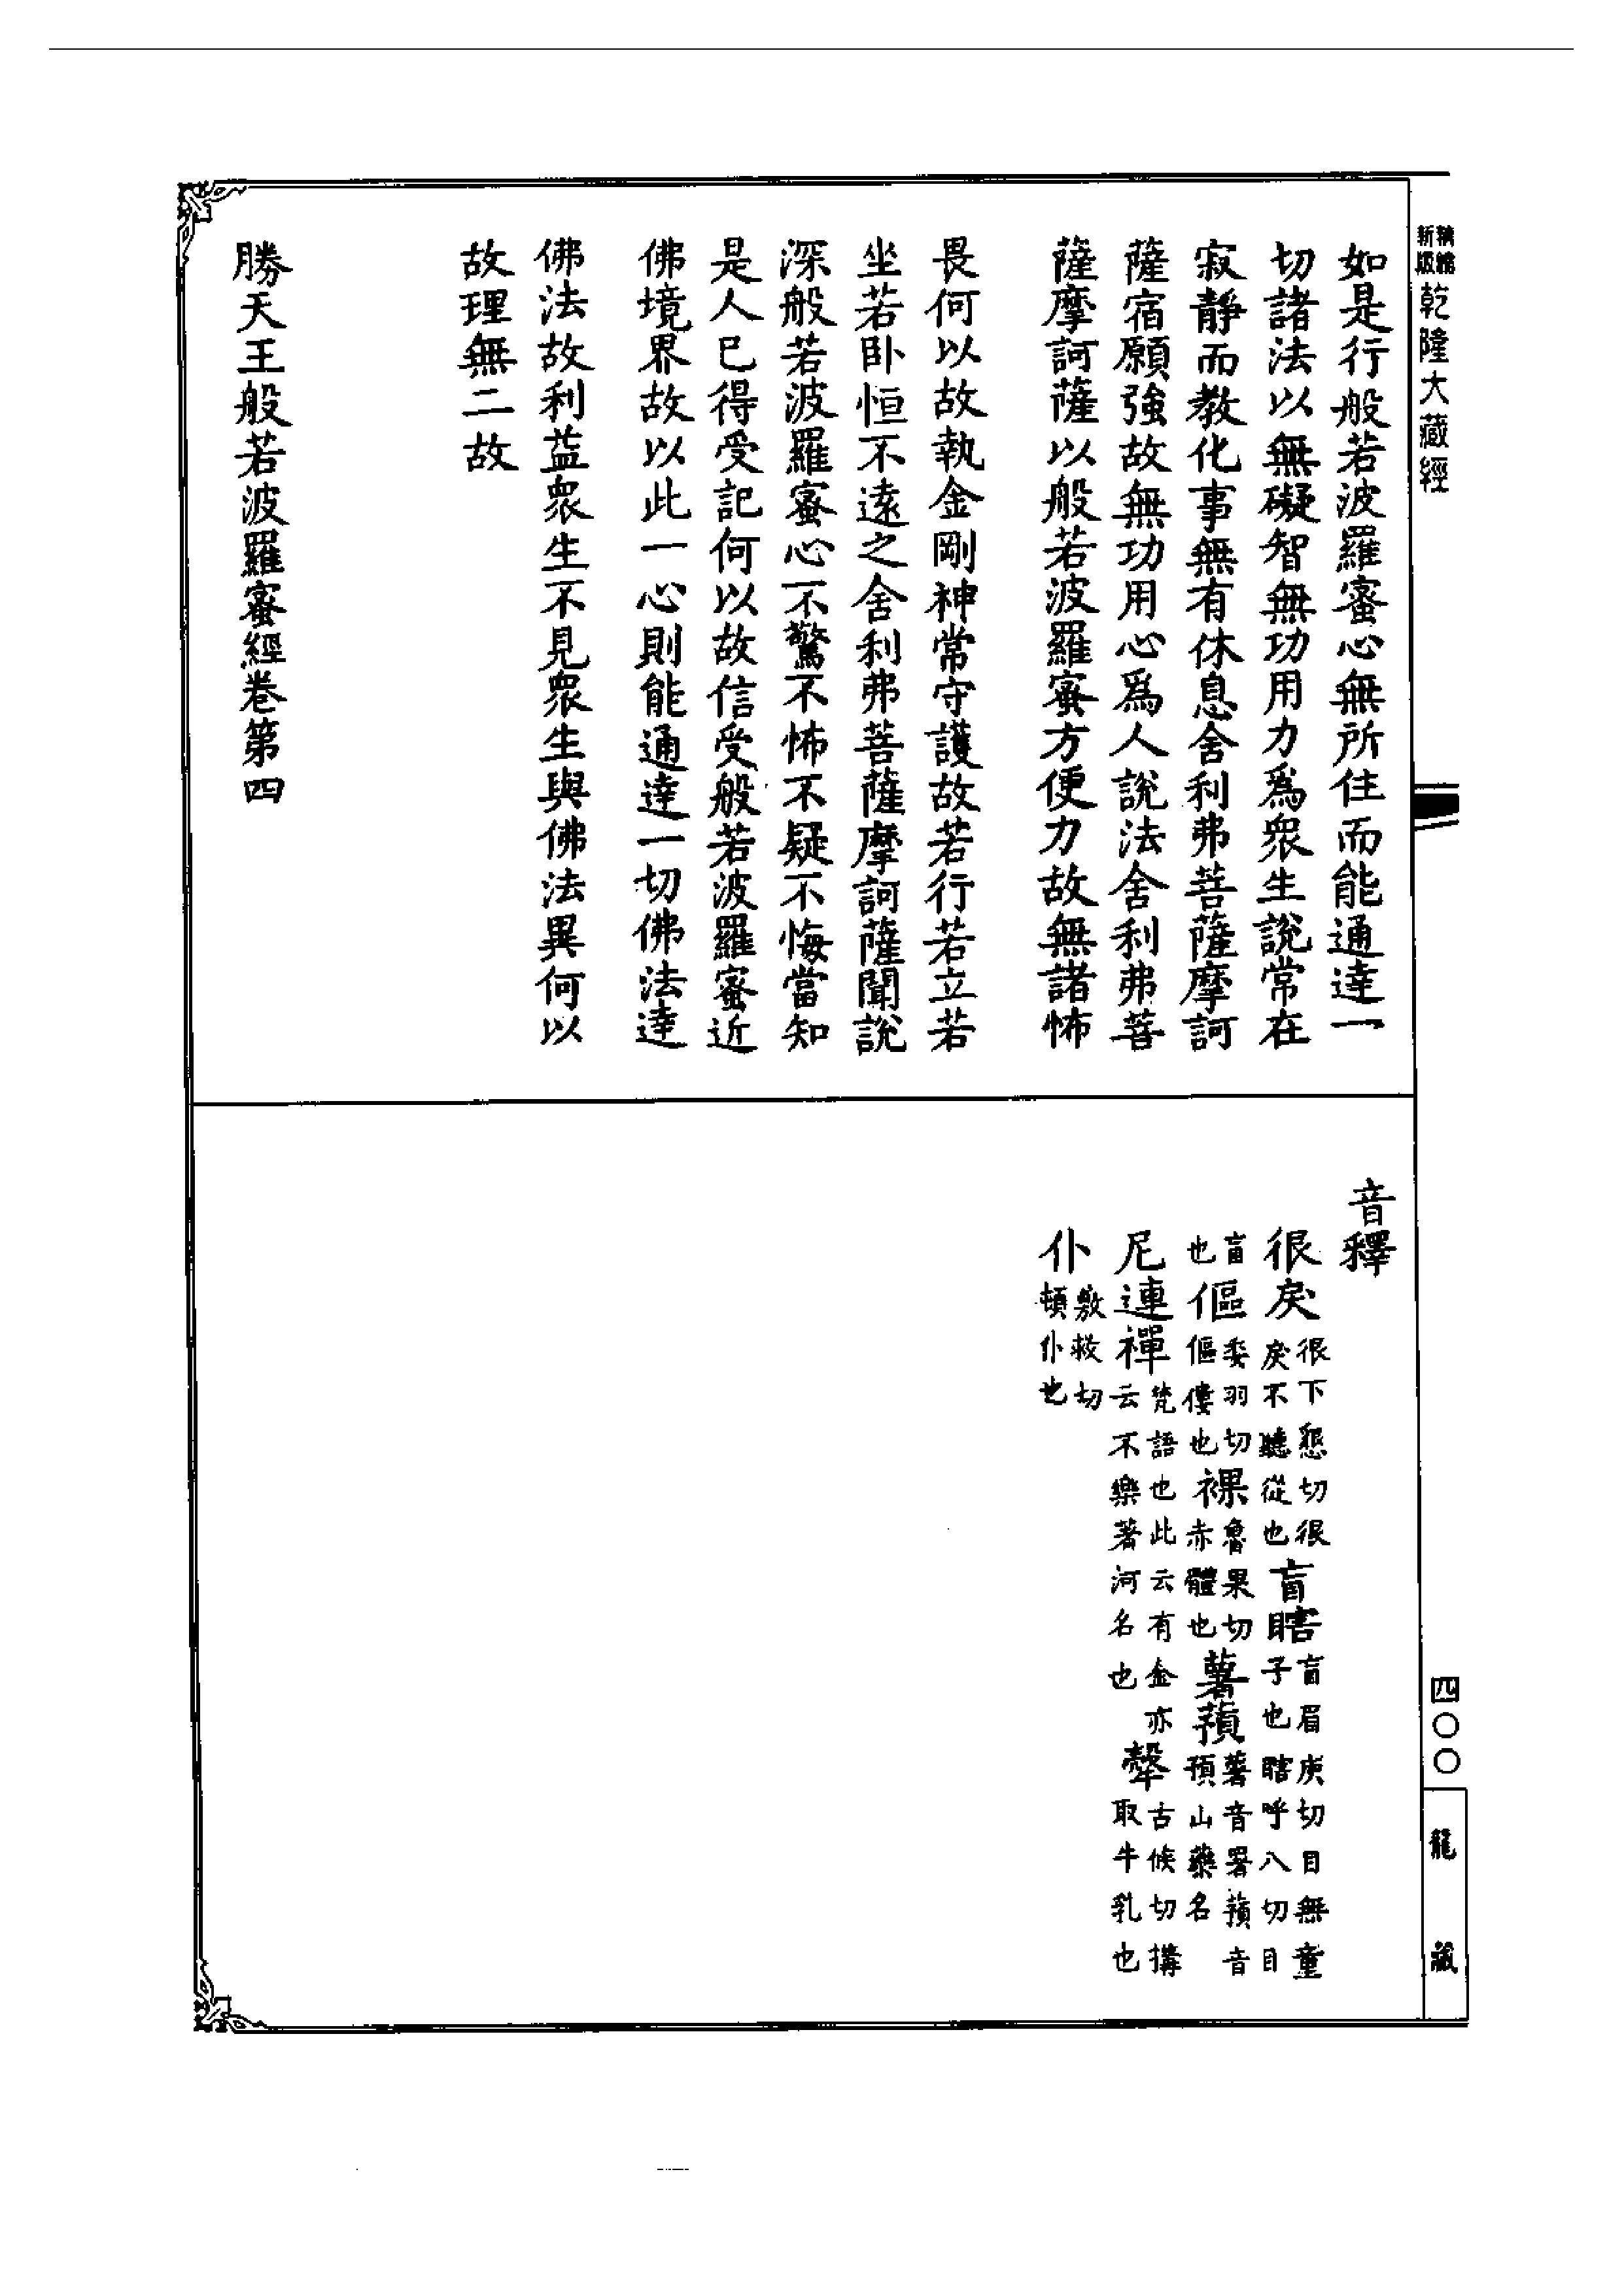 新編縮版乾隆大藏經
如是行般若波羅蜜心無所住而能通達一
切諸法以無礙智無功用力爲眾生說常在
寂靜而教化事無有休息舍利弗菩薩摩訶
薩宿願強故無功用心爲人說法舍利弗菩
薩摩訶薩以般若波羅蜜方便力故無諸怖
畏何以故執金剛神常守護故若行若立若
坐若卧恒不遠之舍利弗菩薩摩訶薩聞說
深般若波羅蜜心不驚不怖不疑不悔當知
是人已得受記何以故信受般若波羅蜜近
佛境界故以此一心則能通達一切佛法達
佛法故利益眾生不見眾生與佛法異何以
故理無二故
勝天王般若波羅蜜經卷第四
音釋
很戾很下懇切很戾不聽從也盲瞎盲眉庚切目無童子也瞎呼八切目
盲也傴委羽切傴僂也裸魯果切赤體也薯蕷薯音署蕷音預山藥名
尼連禪梵語也此云有金亦云不樂著河名也㲉古候切搆取牛乳也
仆敷救切頓仆也
四〇〇
龍藏